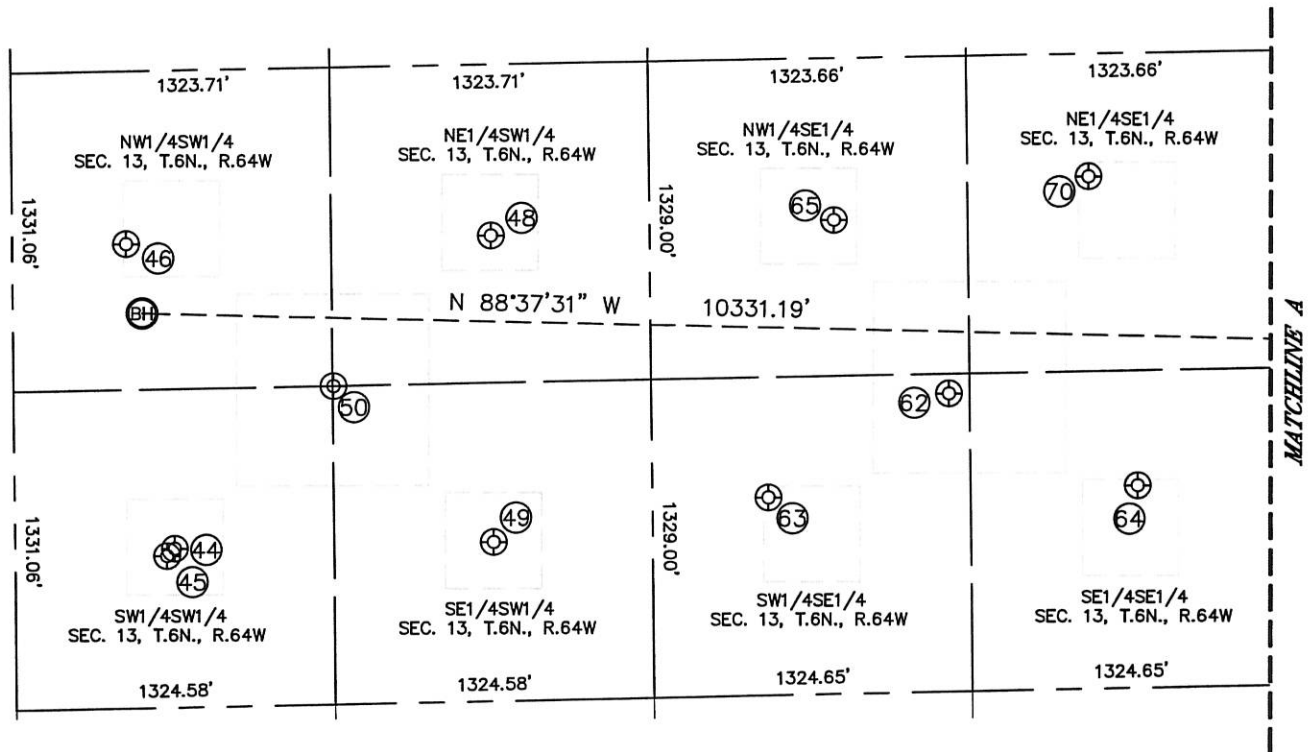 1323.71'
1323.71'
1323.66'
1323.66'
NW1/4SW1/4
SEC. 13, T.6N., R.64W
NE1/4SW1/4
SEC. 13, T.6N., R.64W
NW1/4SE1/4
SEC. 13, T.6N., R.64W
NE1/4SE1/4
SEC. 13, T.6N., R.64W
1331.06'
46
48
1329.00'
65
70
BH
N 88°37'31" W
10331.19'
MATCHLINE A
50
62
1331.06'
44
45
49
1329.00'
63
64
SW1/4SW1/4
SEC. 13, T.6N., R.64W
SE1/4SW1/4
SEC. 13, T.6N., R.64W
SW1/4SE1/4
SEC. 13, T.6N., R.64W
SE1/4SE1/4
SEC. 13, T.6N., R.64W
1324.58'
1324.58'
1324.65'
1324.65'